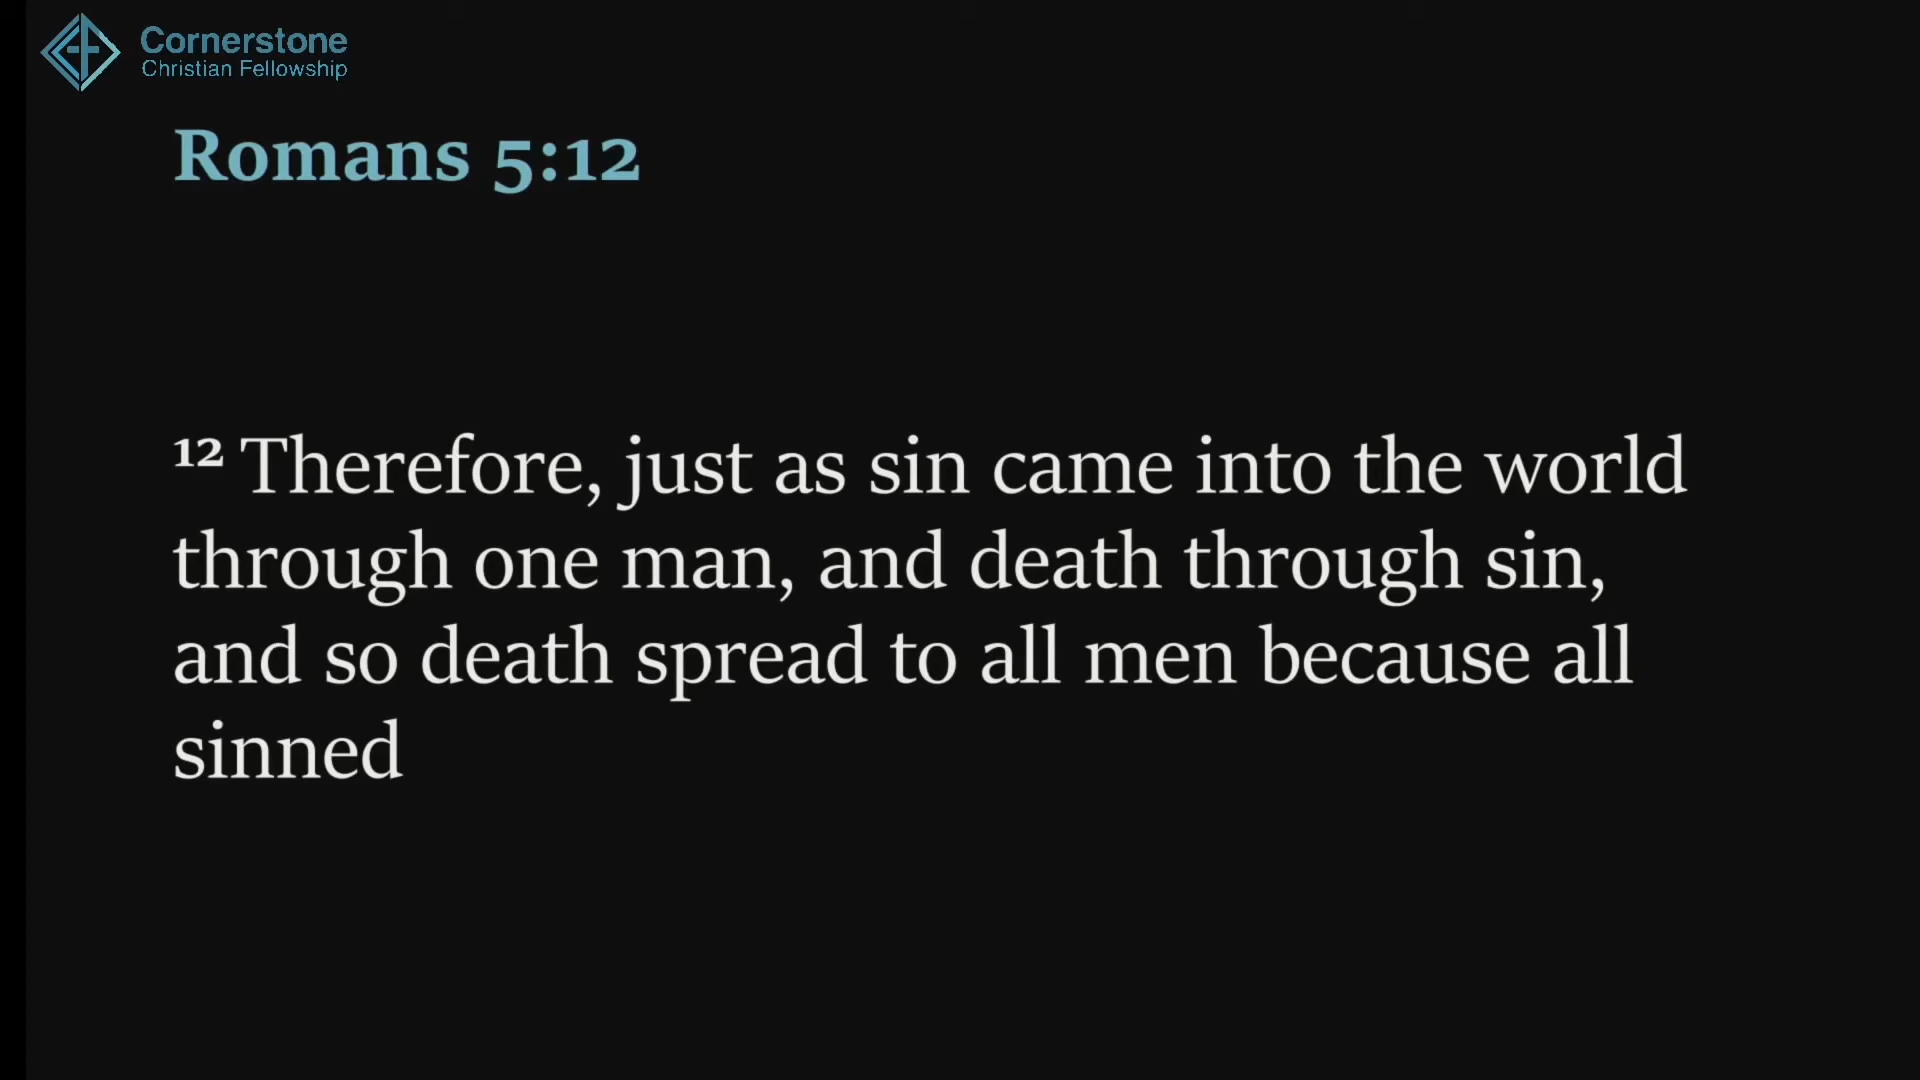 Cornerstone
Christian Fellowship
Romans 5:12
12 Therefore, just as sin came into the world
through one man, and death through sin,
and so death spread to all men because all
sinned